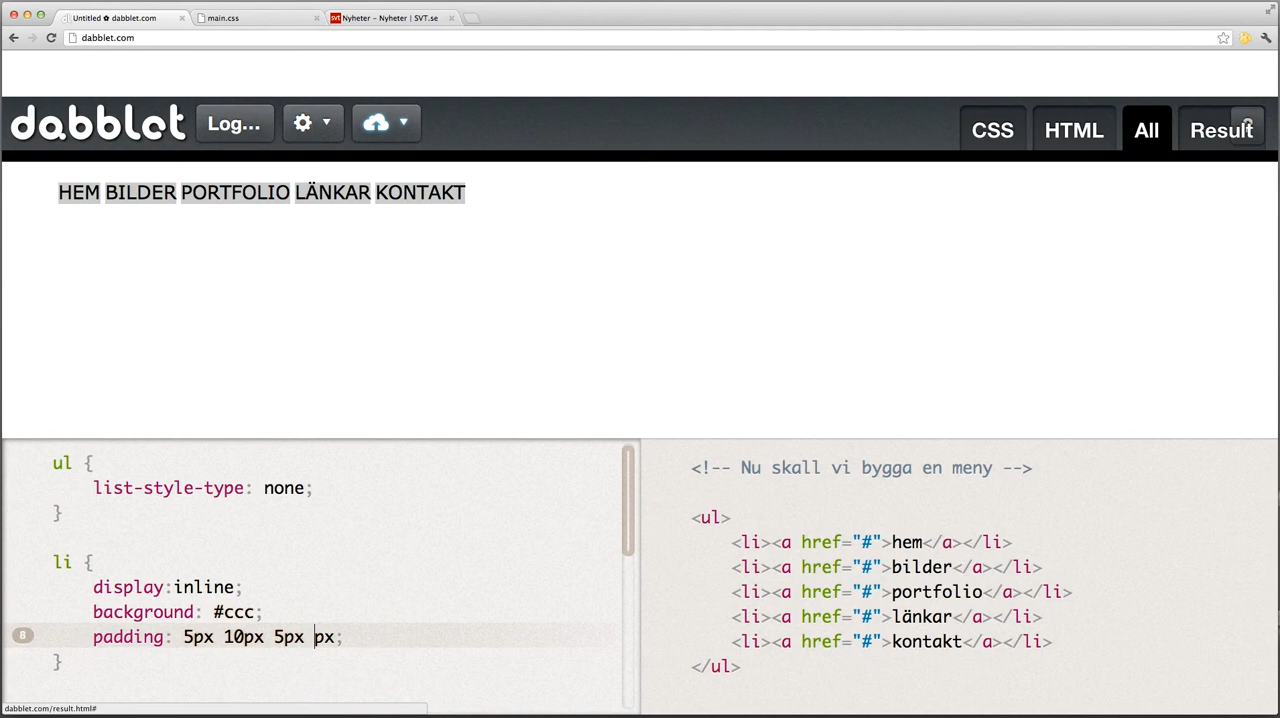 Untitled ✿ dabblet.com
main.css
svt Nyheter - Nyheter | SVT.se
dabblet.com
dabblet
Log...
CSS
HTML
All
Result
HEM BILDER PORTFOLIO LÄNKAR KONTAKT
ul {
list-style-type: none;
}
li {
display:inline;
background: #ccc;
8
padding: 5px 10px 5px px;
}
<!-- Nu skall vi bygga en meny -->
<ul>
<li><a href="#">hem</a></li>
<li><a href="#">bilder</a></li>
<li><a href="#">portfolio</a></li>
<li><a href="#">länkar</a></li>
<li><a href="#">kontakt</a></li>
</ul>
dabblet.com/result.html#